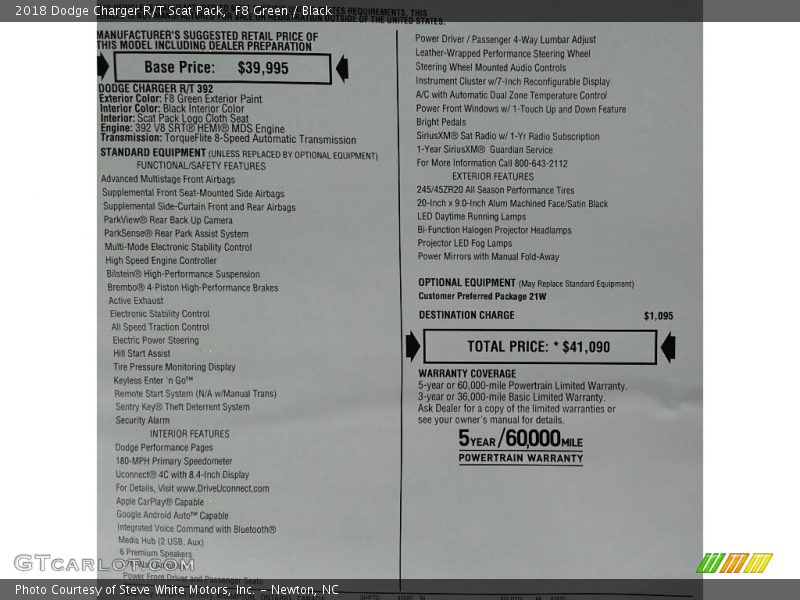 2018 Dodge Charger R/T Scat Pack, F8 Green / Black
NOT MANUFACTURED FOR SALE OR REGISTRATION OUTSIDE OF THE UNITED STATES.
MANUFACTURER'S SUGGESTED RETAIL PRICE OF
THIS MODEL INCLUDING DEALER PREPARATION
Base Price: $39,995
DODGE CHARGER R/T 392
Exterior Color: F8 Green Exterior Paint
Interior Color: Black Interior Color
Interior: Scat Pack Logo Cloth Seat
Engine: 392 V8 SRT® HEMI® MDS Engine
Transmission: TorqueFlite 8-Speed Automatic Transmission
STANDARD EQUIPMENT (UNLESS REPLACED BY OPTIONAL EQUIPMENT)
FUNCTIONAL/SAFETY FEATURES
Advanced Multistage Front Airbags
Supplemental Front Seat-Mounted Side Airbags
Supplemental Side-Curtain Front and Rear Airbags
ParkView® Rear Back Up Camera
ParkSense® Rear Park Assist System
Multi-Mode Electronic Stability Control
High Speed Engine Controller
Bilstein® High-Performance Suspension
Brembo® 4-Piston High-Performance Brakes
Active Exhaust
Electronic Stability Control
All Speed Traction Control
Electric Power Steering
Hill Start Assist
Tire Pressure Monitoring Display
Keyless Enter 'n Go™
Remote Start System (N/A w/Manual Trans)
Sentry Key® Theft Deterrent System
Security Alarm
INTERIOR FEATURES
Dodge Performance Pages
180-MPH Primary Speedometer
Uconnect® 4C with 8.4-Inch Display
For Details, Visit www.DriveUconnect.com
Apple CarPlay® Capable
Google Android Auto™ Capable
Integrated Voice Command with Bluetooth®
Media Hub (2 USB, Aux)
6 Premium Speakers
Power Front Driver and Passenger Seats
Power Driver / Passenger 4-Way Lumbar Adjust
Leather-Wrapped Performance Steering Wheel
Steering Wheel Mounted Audio Controls
Instrument Cluster w/7-Inch Reconfigurable Display
A/C with Automatic Dual Zone Temperature Control
Power Front Windows w/ 1-Touch Up and Down Feature
Bright Pedals
SiriusXM® Sat Radio w/ 1-Yr Radio Subscription
1-Year SiriusXM® Guardian Service
For More Information Call 800-643-2112
EXTERIOR FEATURES
245/45ZR20 All Season Performance Tires
20-Inch x 9.0-Inch Alum Machined Face/Satin Black
LED Daytime Running Lamps
Bi-Function Halogen Projector Headlamps
Projector LED Fog Lamps
Power Mirrors with Manual Fold-Away
OPTIONAL EQUIPMENT (May Replace Standard Equipment)
Customer Preferred Package 21W
DESTINATION CHARGE $1,095
TOTAL PRICE: * $41,090
WARRANTY COVERAGE
5-year or 60,000-mile Powertrain Limited Warranty.
3-year or 36,000-mile Basic Limited Warranty.
Ask Dealer for a copy of the limited warranties or
see your owner's manual for details.
5YEAR/60,000MILE
POWERTRAIN WARRANTY
GTCARLOT.COM
Photo Courtesy of Steve White Motors, Inc. – Newton, NC